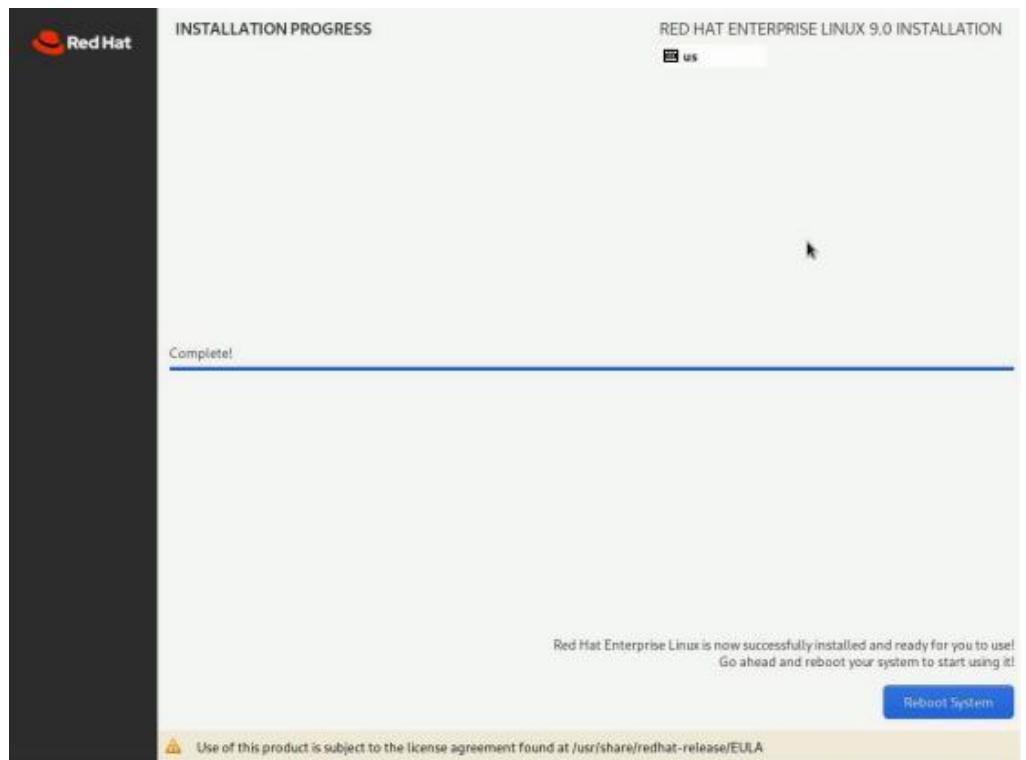 Red Hat
INSTALLATION PROGRESS
RED HAT ENTERPRISE LINUX 9.0 INSTALLATION
us
Complete!
Red Hat Enterprise Linux is now successfully installed and ready for you to use!
Go ahead and reboot your system to start using it!
Reboot System
Use of this product is subject to the license agreement found at /usr/share/redhat-release/EULA